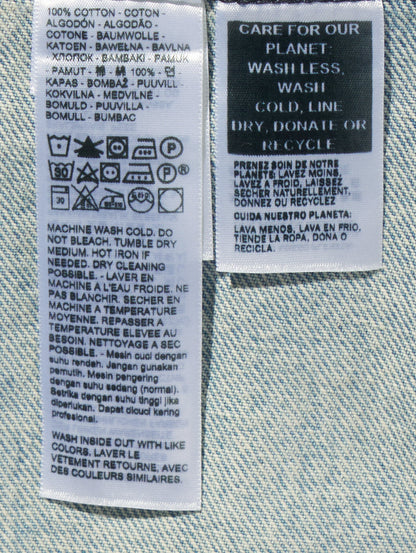 100% COTTON - COTON -
ALGODÓN - ALGODÃO -
COTONE - BAUMWOLLE -
KATOEN - BAWEŁNA - BAVLNA
ХЛОПОК - BAMBAKI - PAMUK
PAMUT - 棉 綿 100% - 면
KAPAS - BOMBAŽ - PUUVILL -
KOKVILNA - MEDVILNĖ -
BOMULD - PUUVILLA -
BOMULL - BUMBAC
P
50 P®
30
MACHINE WASH COLD. DO
NOT BLEACH. TUMBLE DRY
MEDIUM. HOT IRON IF
NEEDED. DRY CLEANING
POSSIBLE. - LAVER EN
MACHINE A L'EAU FROIDE. NE
PAS BLANCHIR. SECHER EN
MACHINE A TEMPERATURE
MOYENNE. REPASSER A
TEMPERATURE ELEVEE AU
BESOIN. NETTOYAGE A SEC
POSSIBLE. - Mesin cuci dengan
suhu rendah. Jangan gunakan
pemutih. Mesin pengering
dengan suhu sedang (normal).
Setrika dengan suhu tinggi jika
diperlukan. Dapat dicuci kering
profesional.
WASH INSIDE OUT WITH LIKE
COLORS. LAVER LE
VETEMENT RETOURNE, AVEC
DES COULEURS SIMILAIRES.
CARE FOR OUR
PLANET:
WASH LESS,
WASH
COLD, LINE
DRY, DONATE OR
RECYCLE
PRENEZ SOIN DE NOTRE
PLANETE: LAVEZ MOINS,
LAVEZ A FROID, LAISSEZ
SECHER NATURELLEMENT,
DONNEZ OU RECYCLEZ
CUIDA NUESTRO PLANETA:
LAVA MENOS, LAVA EN FRIO,
TIENDE LA ROPA, DONA O
RECICLA.